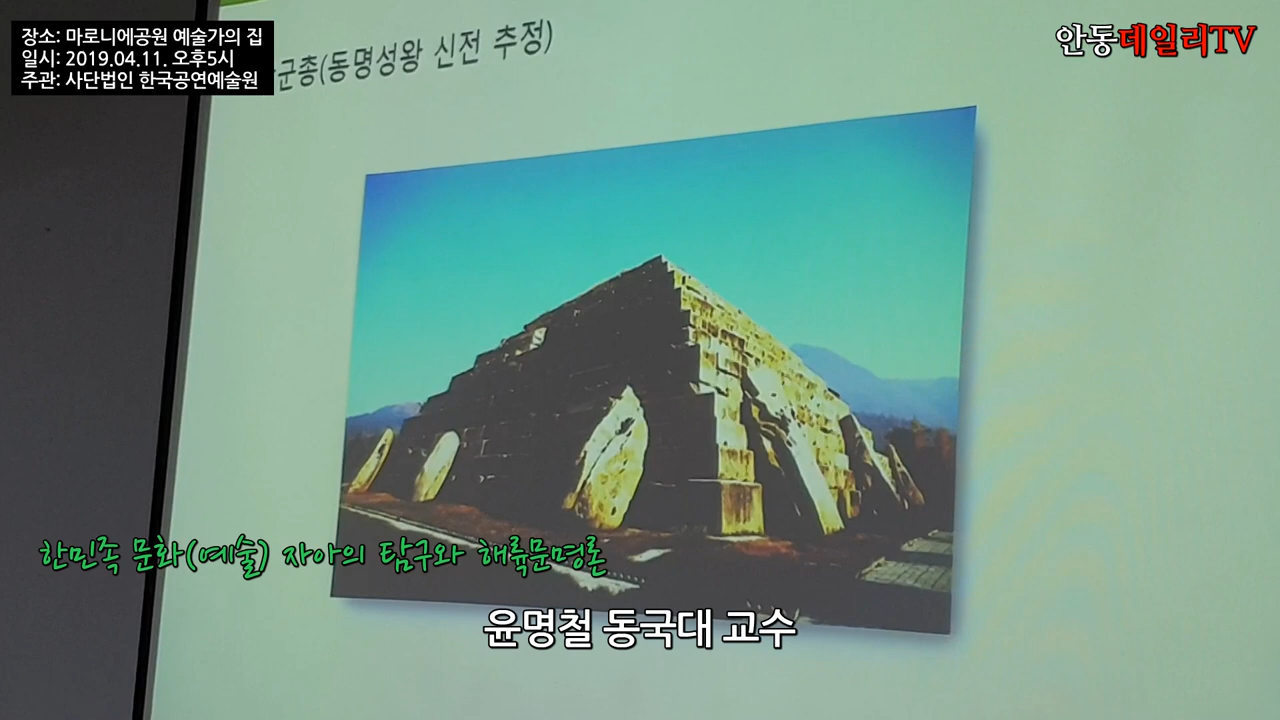 장소: 마로니에공원 예술가의 집
일시: 2019.04.11. 오후5시
주관: 사단법인 한국공연예술원
안동데일리TV
군총(동명성왕 신전 추정)
한민족 문화(예술) 자아의 탐구와 해륙문명론
윤명철 동국대 교수